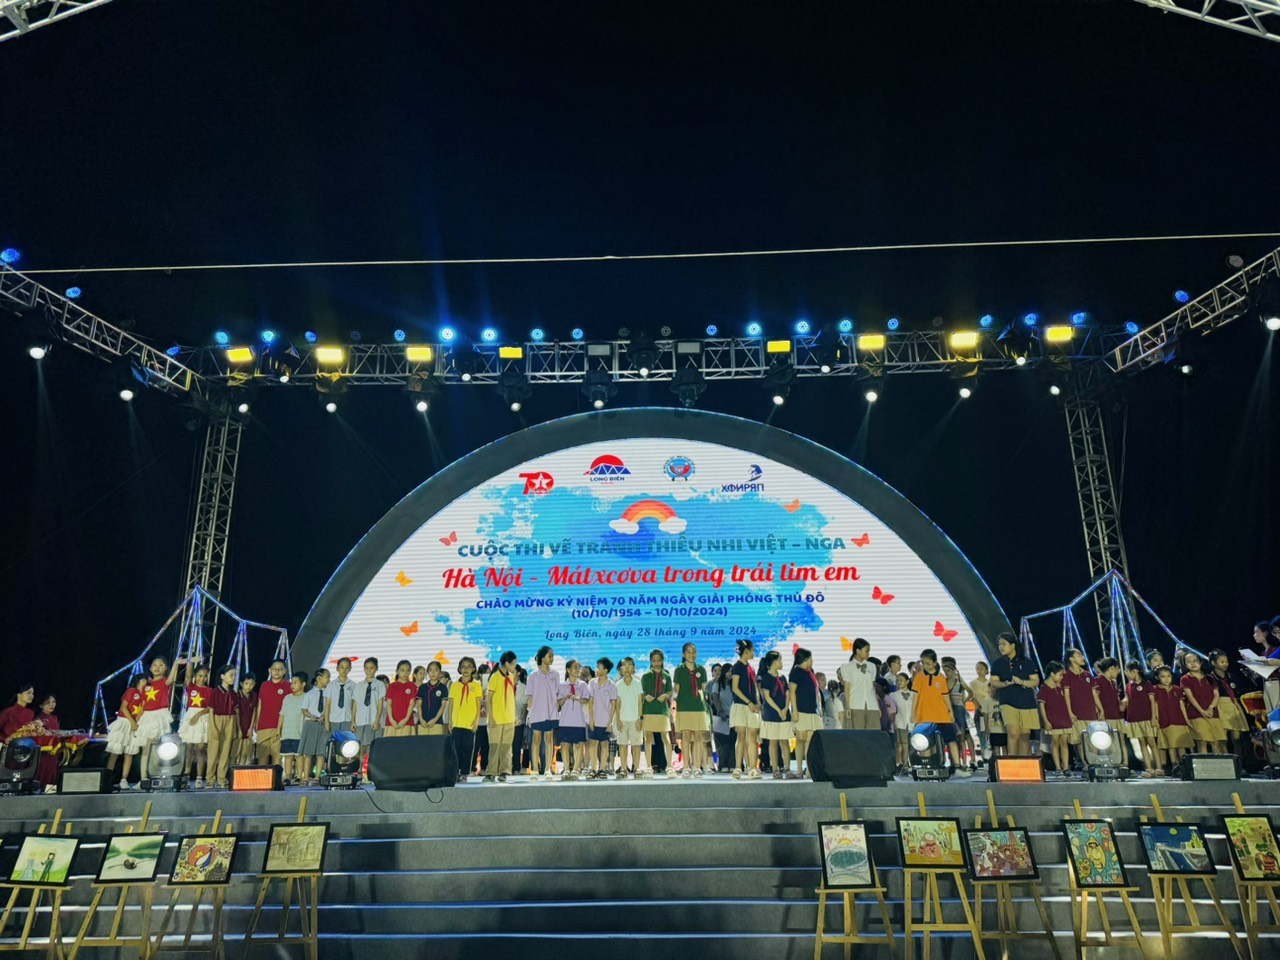 70
LONG BIÊN
ХФИРЯП
CUỘC THI VẼ TRANH THIẾU NHI VIỆT - NGA
Hà Nội - Mátxcơva trong trái tim em
CHÀO MỪNG KỶ NIỆM 70 NĂM NGÀY GIẢI PHÓNG THỦ ĐÔ
(10/10/1954 - 10/10/2024)
Long Biên, ngày 28 tháng 9 năm 2024